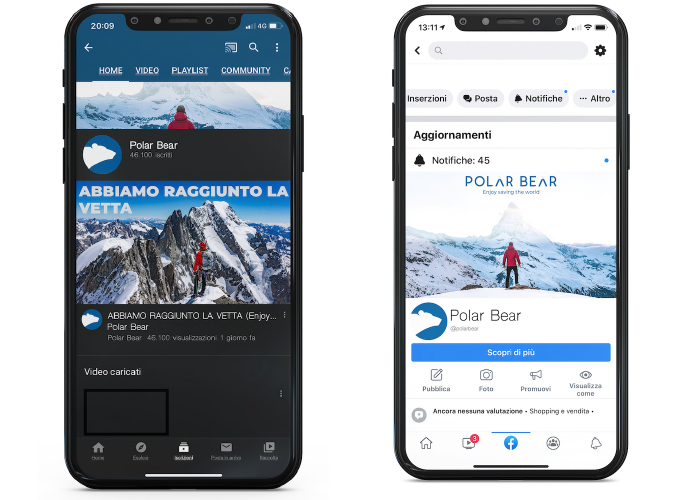 20:09
4G
HOME VIDEO PLAYLIST COMMUNITY
Polar Bear
46.100 iscritti
ABBIAMO RAGGIUNTO LA
VETTA
ABBIAMO RAGGIUNTO LA VETTA (Enjoy...
Polar Bear
Polar Bear 46.100 visualizzazioni 1 giorno fa
Video caricati
Home Esplora Iscrizioni Posta in arrivo Raccolta
13:11
Inserzioni Posta Notifiche Altro
Aggiornamenti
Notifiche: 45
POLAR BEAR
Enjoy saving the world
Polar Bear
@polarbear
Scopri di più
Pubblica Foto Promuovi Visualizza
come
Ancora nessuna valutazione • Shopping e vendita •
3